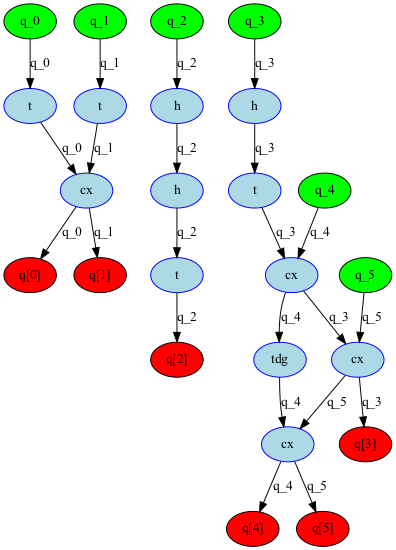 q_0 q_1 q_2 q_3
q_0 q_1 q_2 q_3
t t h h
q_0 q_1 q_2 q_3
cx h t q_4
q_0 q_1 q_2 q_3 q_4
q[0] q[1] t cx q_5
q_2 q_4 q_3 q_5
q[2] tdg cx
q_4 q_5 q_3
cx q[3]
q_4 q_5
q[4] q[5]